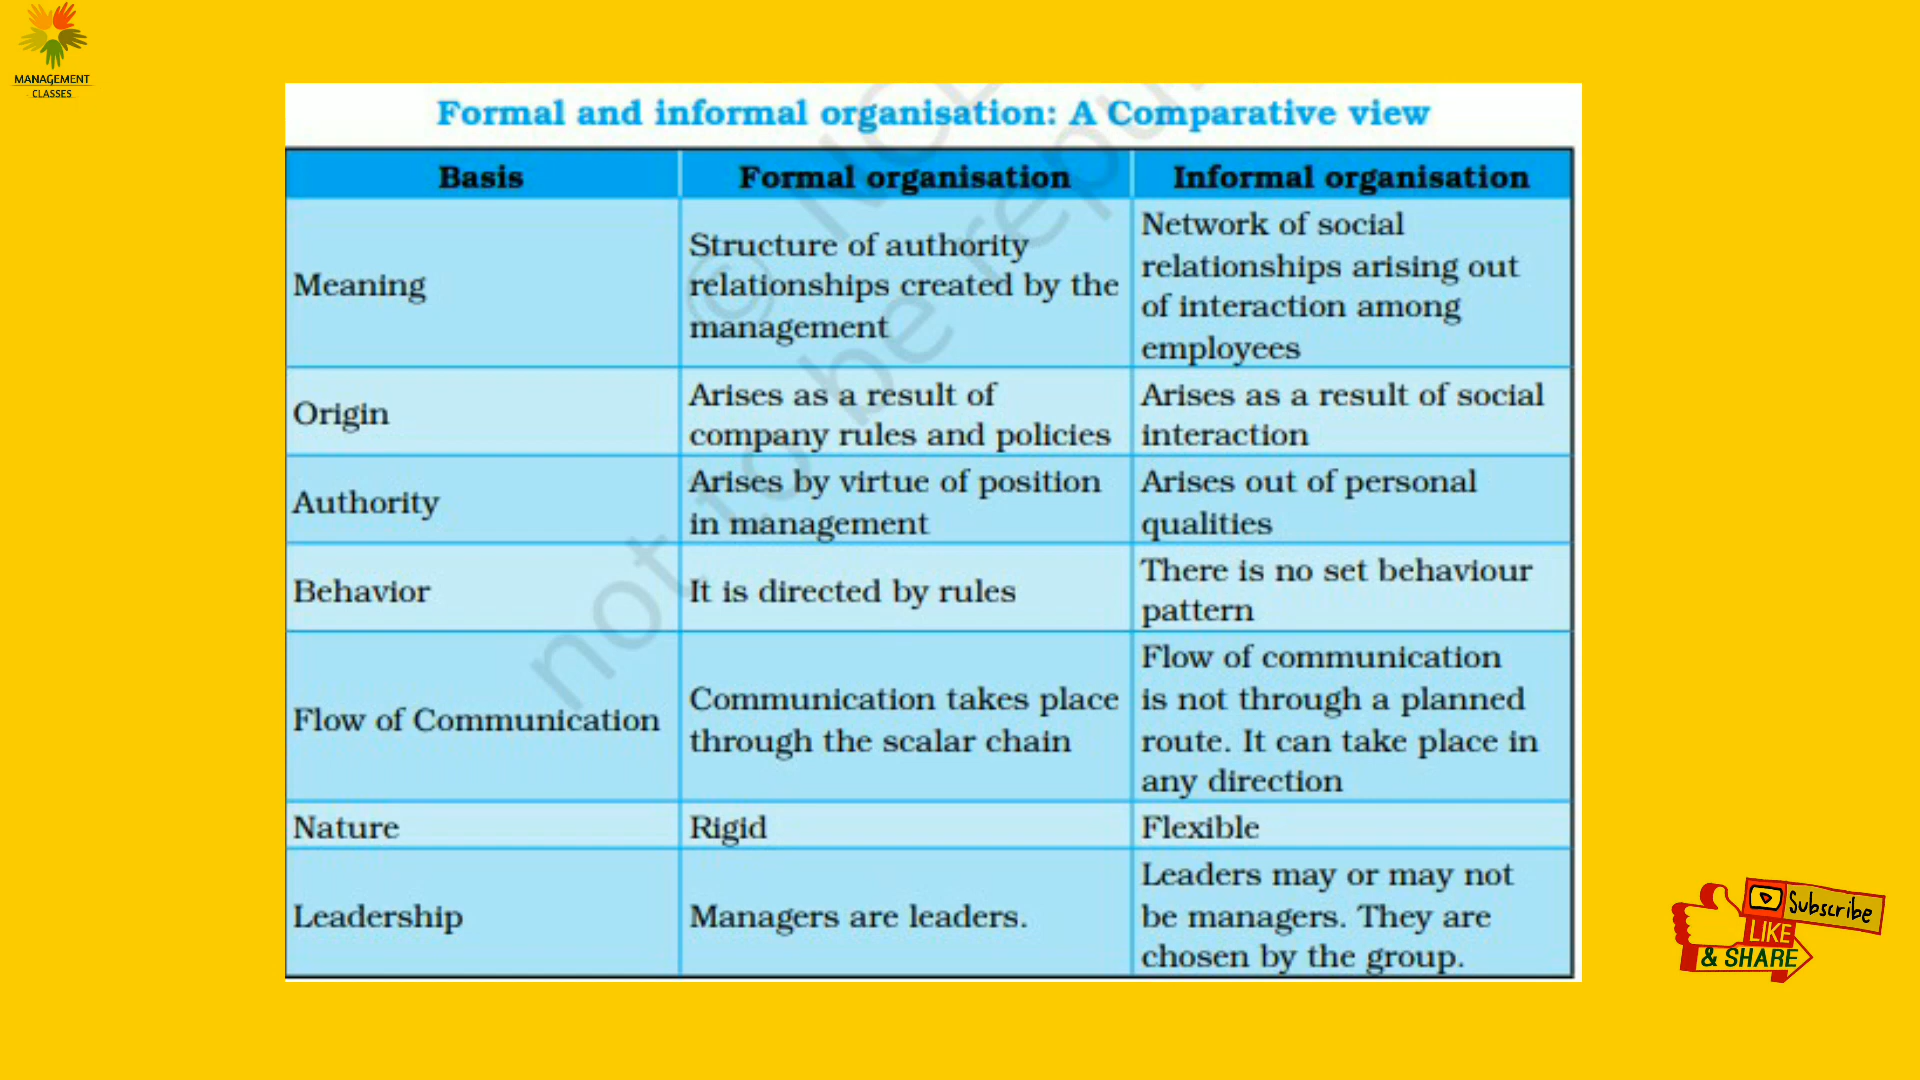 MANAGEMENT
CLASSES
Formal and informal organisation: A Comparative view
Basis
Formal organisation
Informal organisation
Meaning
Structure of authority
relationships created by the
management
Network of social
relationships arising out
of interaction among
employees
Origin
Arises as a result of
company rules and policies
Arises as a result of social
interaction
Authority
Arises by virtue of position
in management
Arises out of personal
qualities
Behavior
It is directed by rules
There is no set behaviour
pattern
Flow of Communication
Communication takes place
through the scalar chain
Flow of communication
is not through a planned
route. It can take place in
any direction
Nature
Rigid
Flexible
Leadership
Managers are leaders.
Leaders may or may not
be managers. They are
chosen by the group.
not to be
Subscribe
LIKE
& SHARE